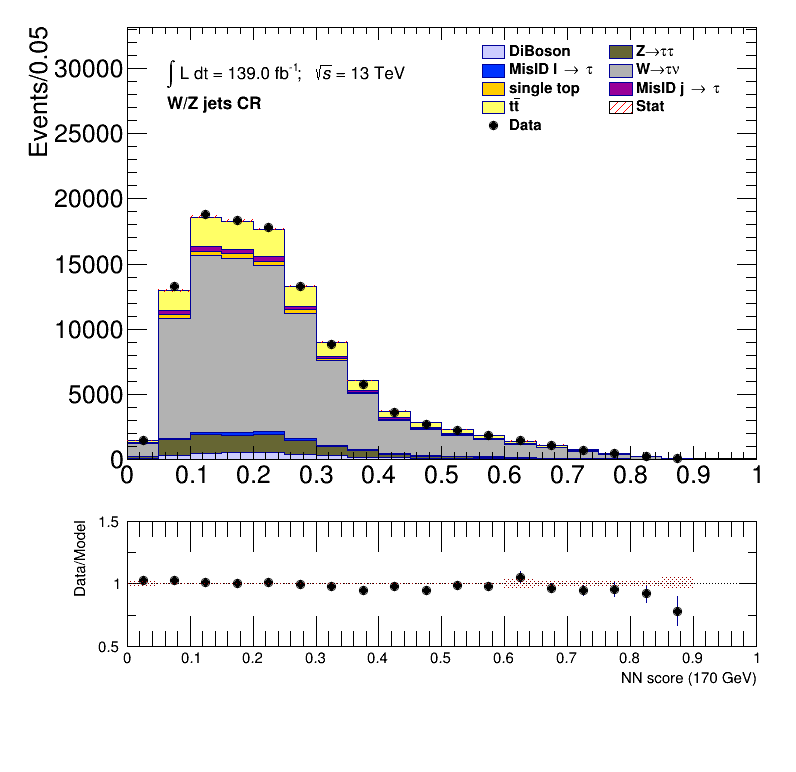 Events/0.05
30000
25000
20000
15000
10000
5000
0
∫ L dt = 139.0 fb⁻¹; √s = 13 TeV
W/Z jets CR
DiBoson
MisID l → τ
single top
tt̄
Data
Z→ττ
W→τν
MisID j → τ
Stat
0 0.1 0.2 0.3 0.4 0.5 0.6 0.7 0.8 0.9 1
Data/Model
1.5
1
0.5
0 0.1 0.2 0.3 0.4 0.5 0.6 0.7 0.8 0.9 1
NN score (170 GeV)